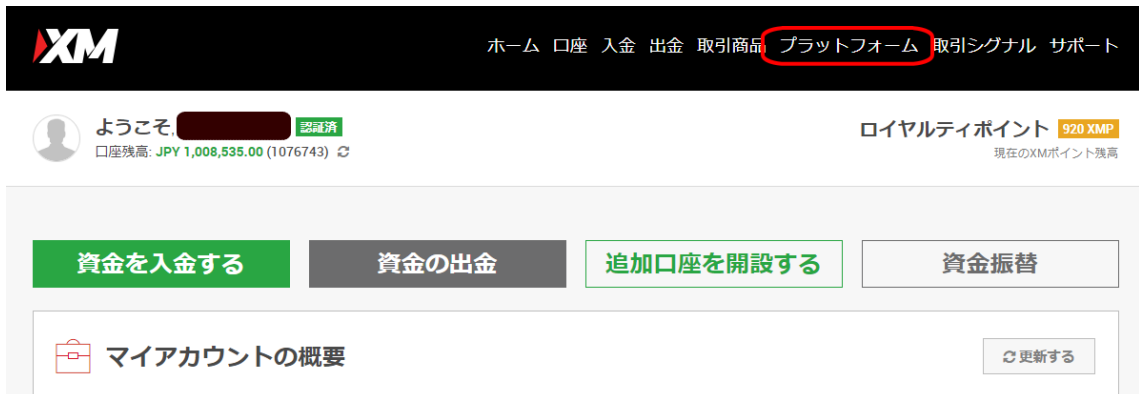 XM
ホーム 口座 入金 出金 取引商品 プラットフォーム 取引シグナル サポート
ようこそ, 認証済
口座残高: JPY 1,008,535.00 (1076743)
ロイヤルティポイント 920 XMP
現在のXMポイント残高
資金を入金する 資金の出金 追加口座を開設する 資金振替
マイアカウントの概要 更新する